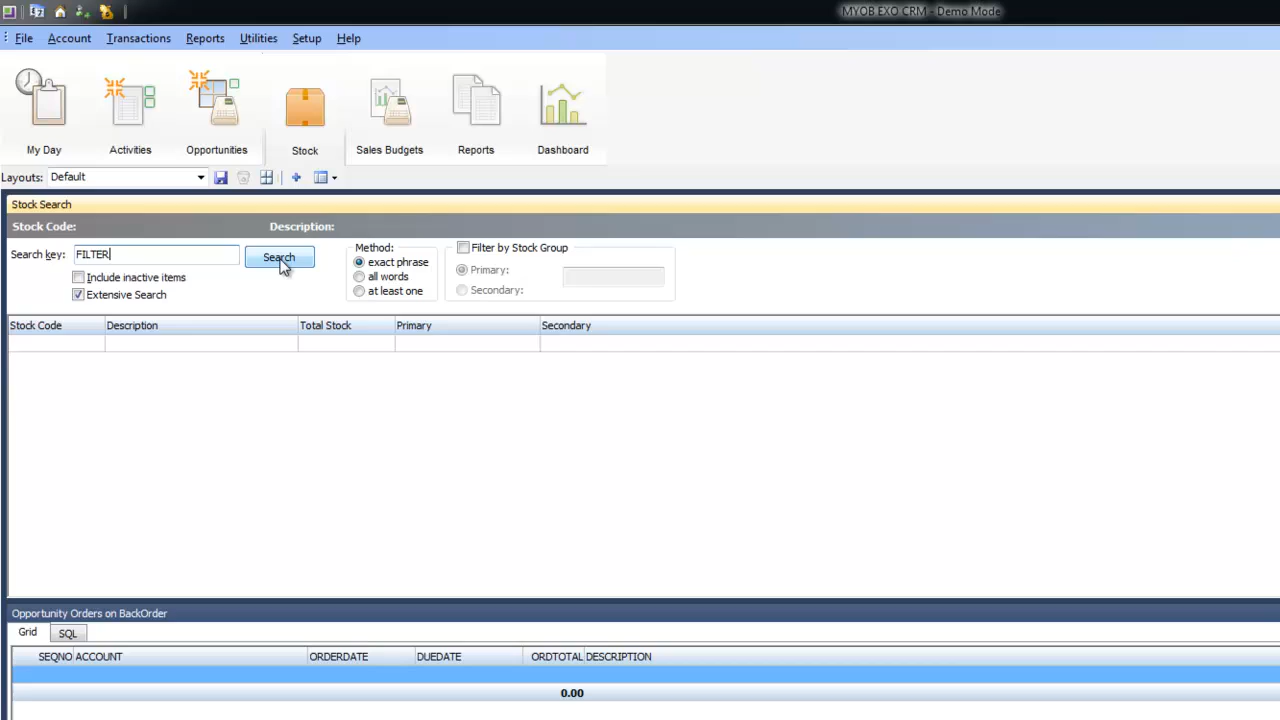 MYOB EXO CRM - Demo Mode
File Account Transactions Reports Utilities Setup Help
My Day Activities Opportunities Stock Sales Budgets Reports Dashboard
Layouts: Default
Stock Search
Stock Code: Description:
Search key: FILTER Search
Include inactive items
Extensive Search
Method:
exact phrase
all words
at least one
Filter by Stock Group
Primary:
Secondary:
Stock Code Description Total Stock Primary Secondary
Opportunity Orders on BackOrder
Grid SQL
SEQNO ACCOUNT ORDERDATE DUEDATE ORDTOTAL DESCRIPTION
0.00